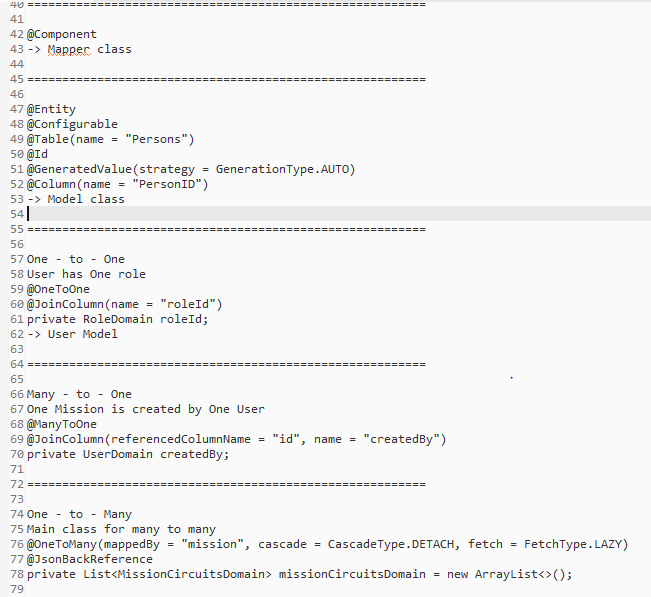 40 =========================================================
41
42 @Component
43 -> Mapper class
44
45 =========================================================
46
47 @Entity
48 @Configurable
49 @Table(name = "Persons")
50 @Id
51 @GeneratedValue(strategy = GenerationType.AUTO)
52 @Column(name = "PersonID")
53 -> Model class
54
55 =========================================================
56
57 One - to - One
58 User has One role
59 @OneToOne
60 @JoinColumn(name = "roleId")
61 private RoleDomain roleId;
62 -> User Model
63
64 =========================================================
65
66 Many - to - One
67 One Mission is created by One User
68 @ManyToOne
69 @JoinColumn(referencedColumnName = "id", name = "createdBy")
70 private UserDomain createdBy;
71
72 =========================================================
73
74 One - to - Many
75 Main class for many to many
76 @OneToMany(mappedBy = "mission", cascade = CascadeType.DETACH, fetch = FetchType.LAZY)
77 @JsonBackReference
78 private List<MissionCircuitsDomain> missionCircuitsDomain = new ArrayList<>();
79